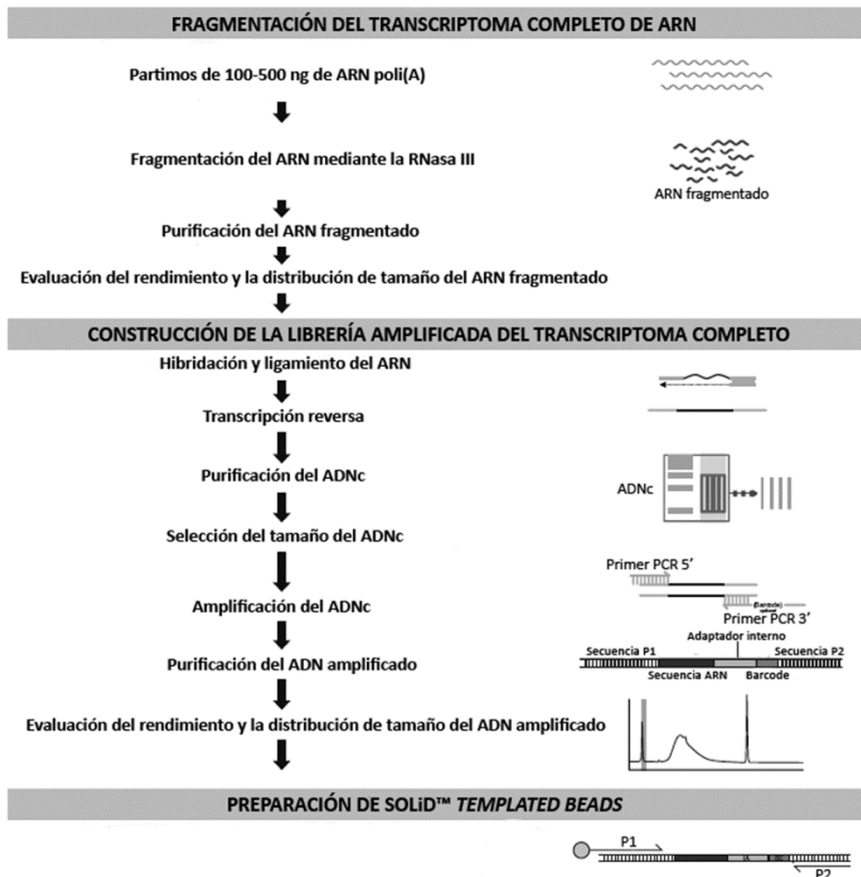 FRAGMENTACIÓN DEL TRANSCRIPTOMA COMPLETO DE ARN
Partimos de 100-500 ng de ARN poli(A)
Fragmentación del ARN mediante la RNasa III
ARN fragmentado
Purificación del ARN fragmentado
Evaluación del rendimiento y la distribución de tamaño del ARN fragmentado
CONSTRUCCIÓN DE LA LIBRERÍA AMPLIFICADA DEL TRANSCRIPTOMA COMPLETO
Hibridación y ligamiento del ARN
Transcripción reversa
Purificación del ADNc
ADNc
Selección del tamaño del ADNc
Primer PCR 5′
Amplificación del ADNc
(Barcode)
Primer PCR 3′
Adaptador interno
Secuencia P1
Secuencia P2
Purificación del ADN amplificado
Secuencia ARN
Barcode
Evaluación del rendimiento y la distribución de tamaño del ADN amplificado
PREPARACIÓN DE SOLiD™ TEMPLATED BEADS
P1
P2